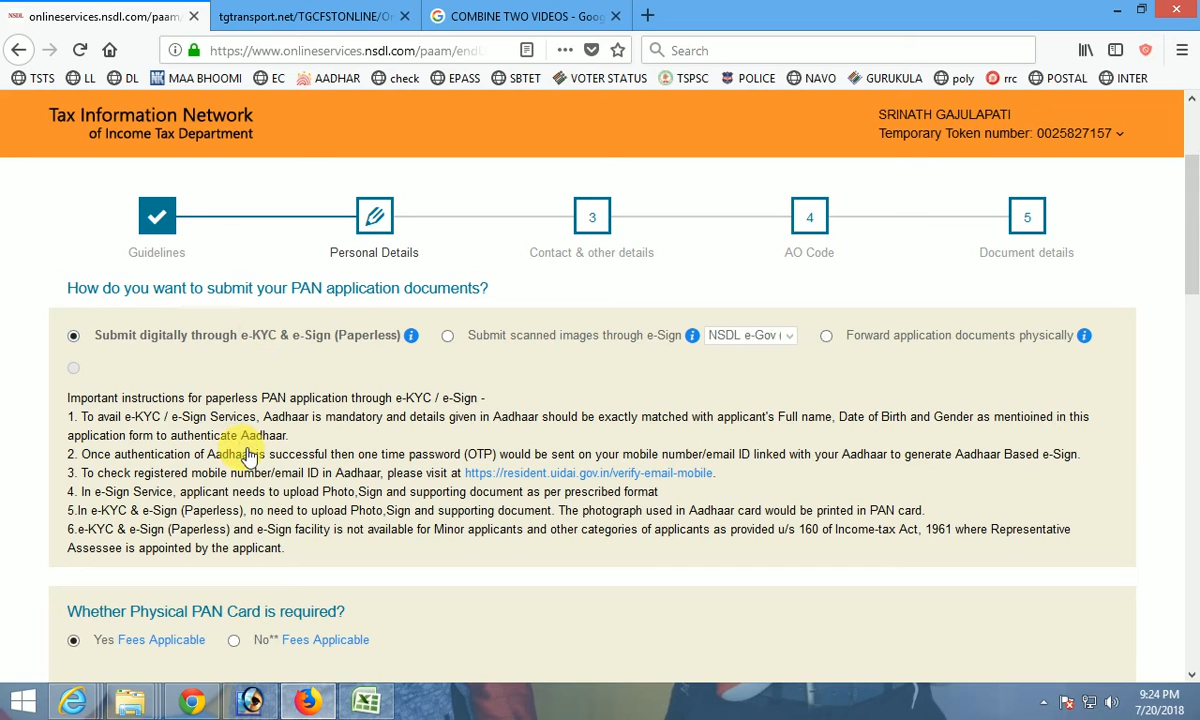 NSDL onlineservices.nsdl.com/paam/
tgtransport.net/TGCFSTONLINE/O
G COMBINE TWO VIDEOS - Goog
https://www.onlineservices.nsdl.com/paam/end
Search
TSTS LL DL MAA BHOOMI EC AADHAR check EPASS SBTET VOTER STATUS TSPSC POLICE NAVO GURUKULA poly rrc POSTAL INTER
Tax Information Network
of Income Tax Department
SRINATH GAJULAPATI
Temporary Token number: 0025827157
3 4 5
Guidelines Personal Details Contact & other details AO Code Document details
How do you want to submit your PAN application documents?
Submit digitally through e-KYC & e-Sign (Paperless) i Submit scanned images through e-Sign i NSDL e-Gov ( Forward application documents physically i
Important instructions for paperless PAN application through e-KYC / e-Sign -
1. To avail e-KYC / e-Sign Services, Aadhaar is mandatory and details given in Aadhaar should be exactly matched with applicant's Full name, Date of Birth and Gender as mentioined in this
application form to authenticate Aadhaar.
2. Once authentication of Aadhaar is successful then one time password (OTP) would be sent on your mobile number/email ID linked with your Aadhaar to generate Aadhaar Based e-Sign.
3. To check registered mobile number/email ID in Aadhaar, please visit at https://resident.uidai.gov.in/verify-email-mobile.
4. In e-Sign Service, applicant needs to upload Photo,Sign and supporting document as per prescribed format
5.In e-KYC & e-Sign (Paperless), no need to upload Photo,Sign and supporting document. The photograph used in Aadhaar card would be printed in PAN card.
6.e-KYC & e-Sign (Paperless) and e-Sign facility is not available for Minor applicants and other categories of applicants as provided u/s 160 of Income-tax Act, 1961 where Representative
Assessee is appointed by the applicant.
Whether Physical PAN Card is required?
Yes Fees Applicable No** Fees Applicable
9:24 PM
7/20/2018